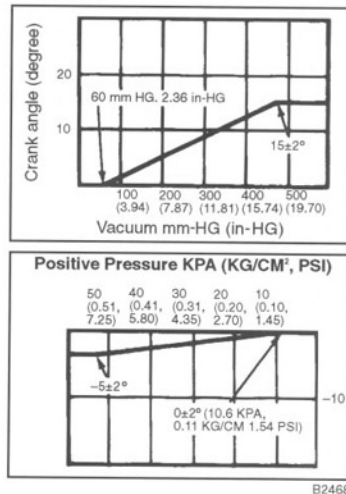 Crank angle (degree)
20
10
60 mm HG. 2.36 in-HG
15±2°
100 200 300 400 500
(3.94) (7.87) (11.81) (15.74) (19.70)
Vacuum mm-HG (in-HG)
Positive Pressure KPA (KG/CM², PSI)
50 40 30 20 10
(0.51, (0.41, (0.31, (0.20, (0.10,
7.25) 5.80) 4.35) 2.70) 1.45)
-5±2°
-10
0±2° (10.6 KPA,
0.11 KG/CM 1.54 PSI)
B2468